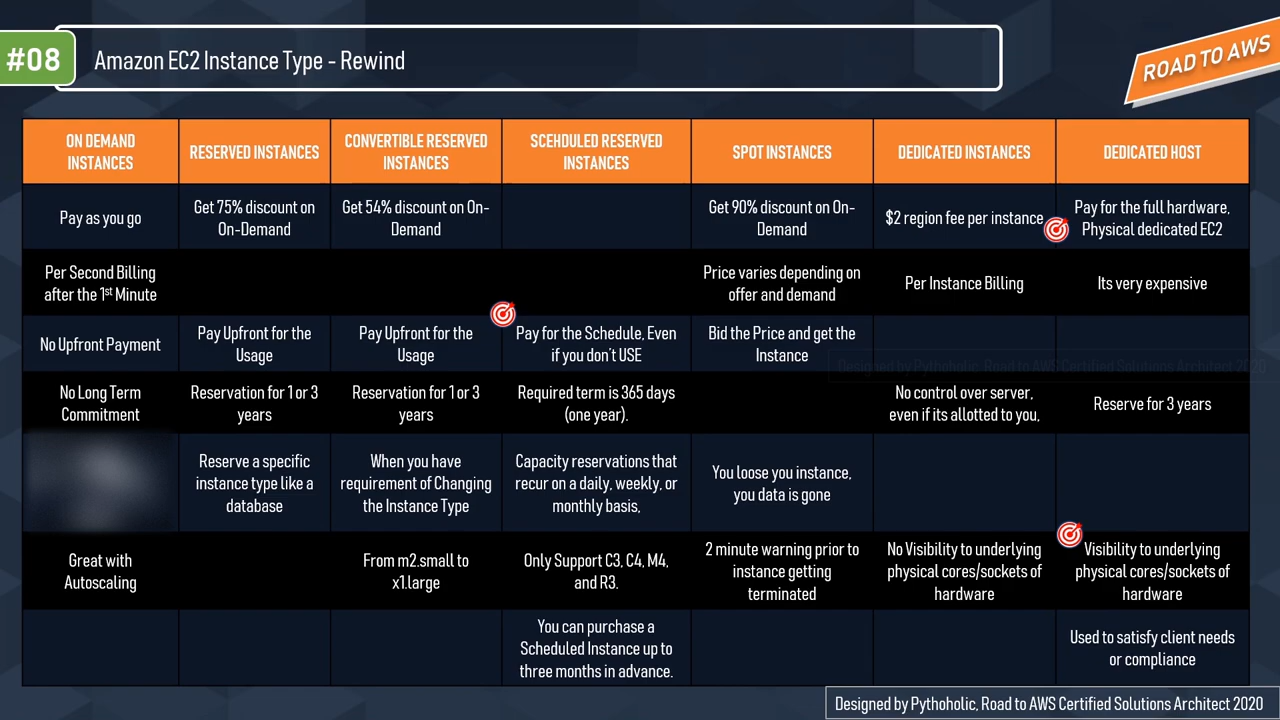 #08
Amazon EC2 Instance Type - Rewind
ROAD TO AWS
ON DEMAND
INSTANCES
RESERVED INSTANCES
CONVERTIBLE RESERVED
INSTANCES
SCEHDULED RESERVED
INSTANCES
SPOT INSTANCES
DEDICATED INSTANCES
DEDICATED HOST
Pay as you go
Get 75% discount on
On-Demand
Get 54% discount on On-
Demand
Get 90% discount on On-
Demand
$2 region fee per instance
Pay for the full hardware,
Physical dedicated EC2
Per Second Billing
after the 1st Minute
Price varies depending on
offer and demand
Per Instance Billing
Its very expensive
No Upfront Payment
Pay Upfront for the
Usage
Pay Upfront for the
Usage
Pay for the Schedule, Even
if you don't USE
Bid the Price and get the
Instance
Designed by Pythoholic, Road to AWS Certified Solutions Architect 2020
No Long Term
Commitment
Reservation for 1 or 3
years
Reservation for 1 or 3
years
Required term is 365 days
(one year).
No control over server,
even if its allotted to you,
Reserve for 3 years
Reserve a specific
instance type like a
database
When you have
requirement of Changing
the Instance Type
Capacity reservations that
recur on a daily, weekly, or
monthly basis,
You loose you instance,
you data is gone
Great with
Autoscaling
From m2.small to
x1.large
Only Support C3, C4, M4,
and R3.
2 minute warning prior to
instance getting
terminated
No Visibility to underlying
physical cores/sockets of
hardware
Visibility to underlying
physical cores/sockets of
hardware
You can purchase a
Scheduled Instance up to
three months in advance.
Used to satisfy client needs
or compliance
Designed by Pythoholic, Road to AWS Certified Solutions Architect 2020